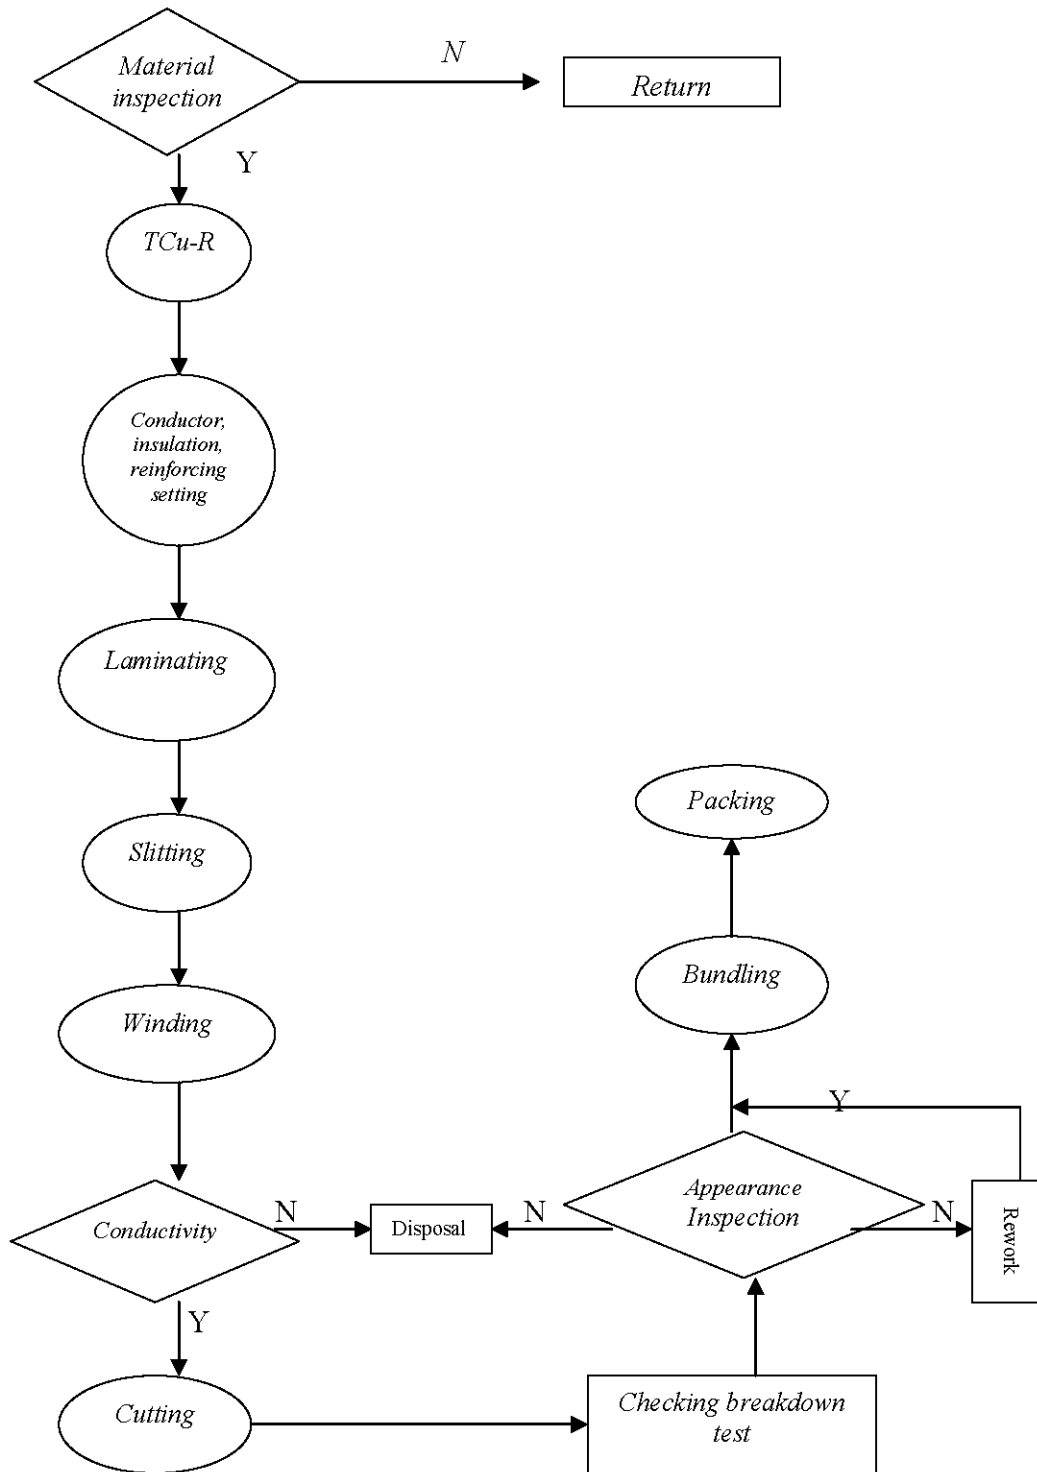 Material
inspection
N
Return
Y
TCu-R
Conductor,
insulation,
reinforcing
setting
Laminating
Slitting
Packing
Winding
Bundling
Y
Conductivity
N
Disposal
N
Appearance
Inspection
N
Rework
Y
Cutting
Checking breakdown
test